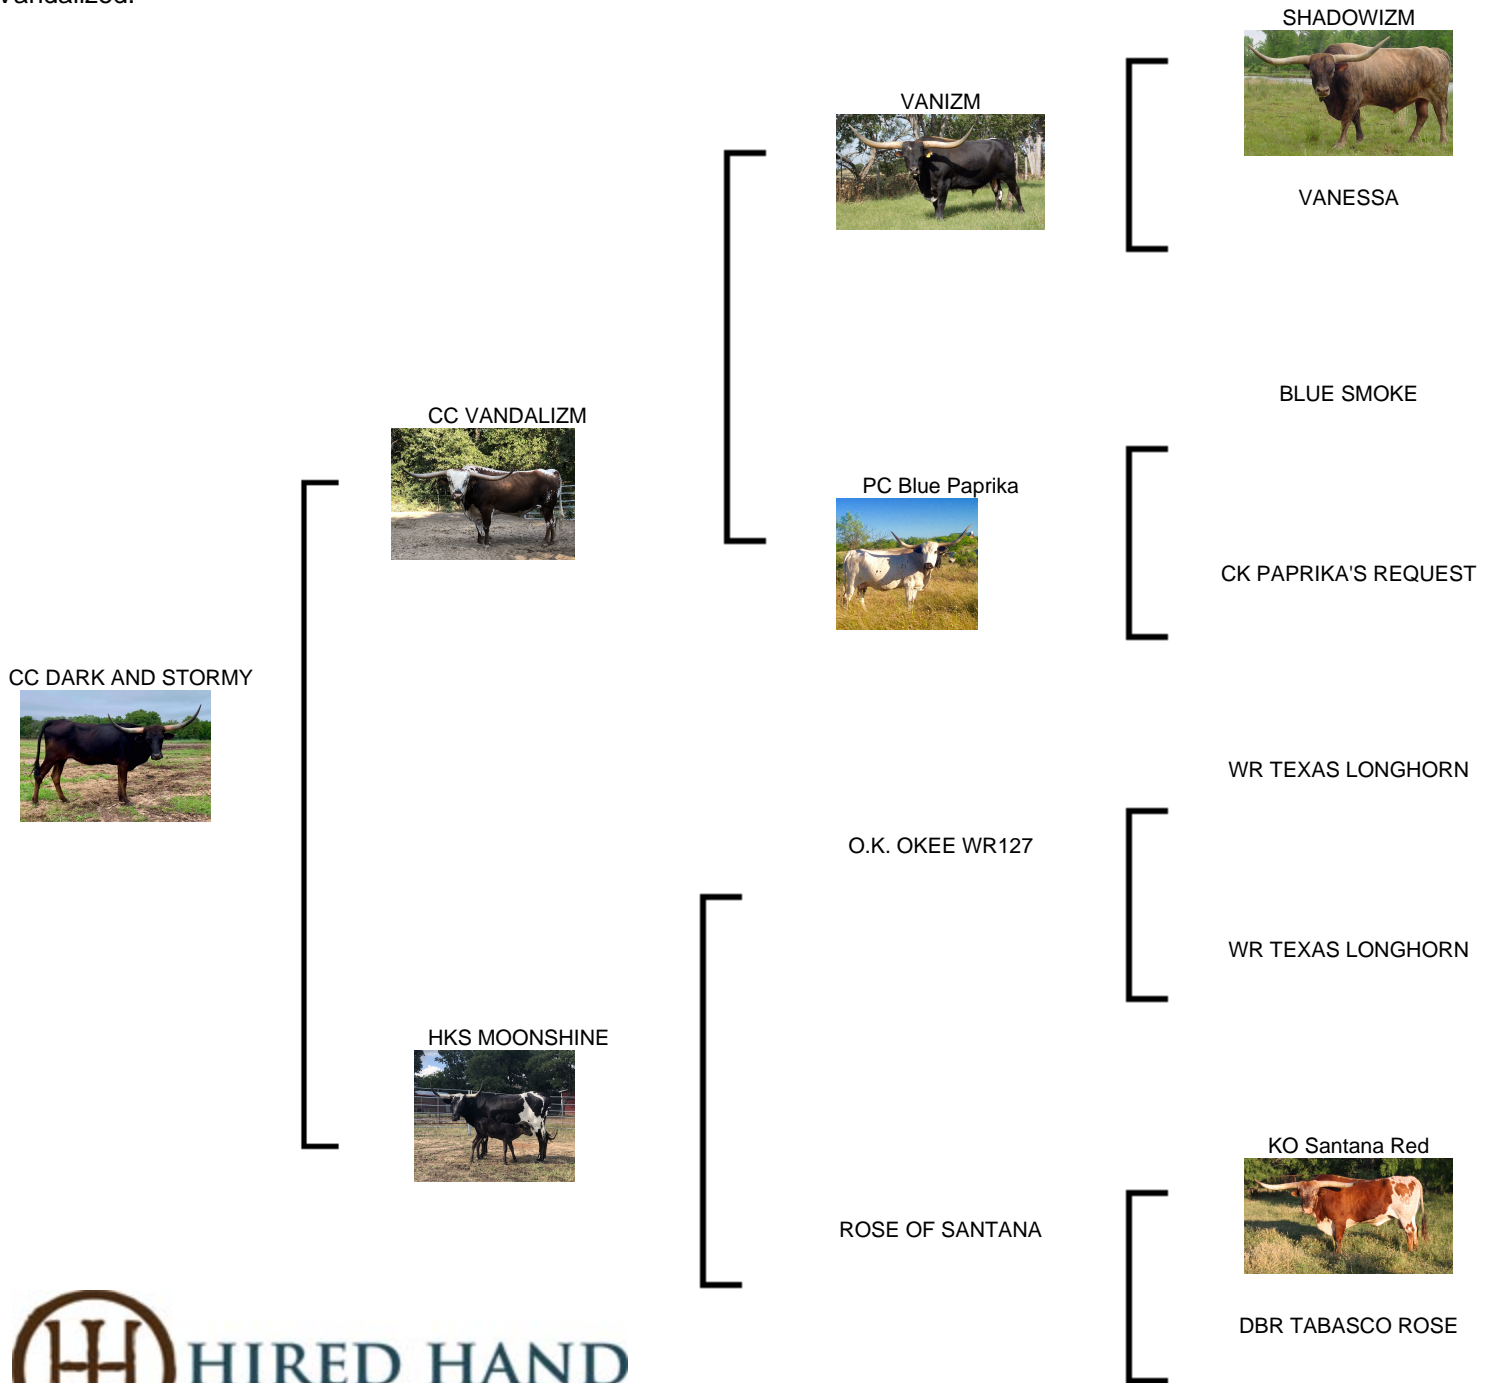 Vandalized.
SHADOWIZM
VANIZM
VANESSA
BLUE SMOKE
CC VANDALIZM
PC Blue Paprika
CK PAPRIKA'S REQUEST
CC DARK AND STORMY
WR TEXAS LONGHORN
O.K. OKEE WR127
WR TEXAS LONGHORN
HKS MOONSHINE
KO Santana Red
ROSE OF SANTANA
DBR TABASCO ROSE
HIRED HAND